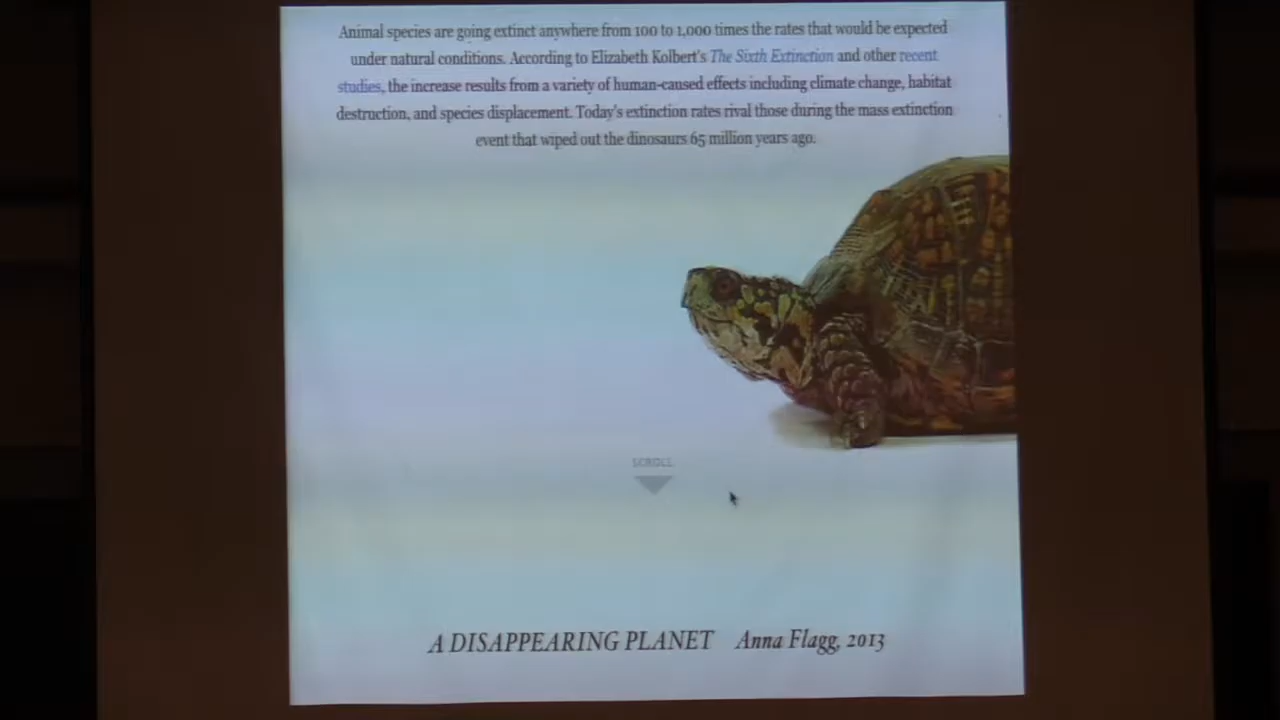 Animal species are going extinct anywhere from 100 to 1,000 times the rates that would be expected
under natural conditions. According to Elizabeth Kolbert's The Sixth Extinction and other recent
studies, the increase results from a variety of human-caused effects including climate change, habitat
destruction, and species displacement. Today's extinction rates rival those during the mass extinction
event that wiped out the dinosaurs 65 million years ago.
SCROLL
A DISAPPEARING PLANET Anna Flagg, 2013